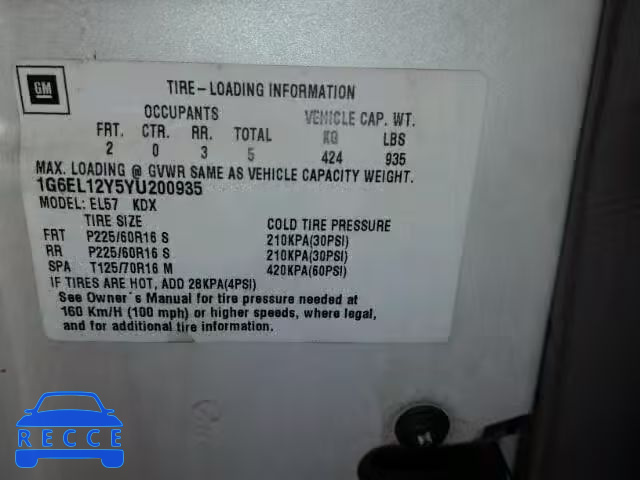 GM
TIRE-LOADING INFORMATION
OCCUPANTS VEHICLE CAP. WT.
FRT. CTR. RR. TOTAL KG LBS
2 0 3 5 424 935
MAX. LOADING @ GVWR SAME AS VEHICLE CAPACITY WEIGHT.
1G6EL12Y5YU200935
MODEL: EL57 KDX
TIRE SIZE COLD TIRE PRESSURE
FRT P225/60R16 S 210KPA(30PSI)
RR P225/60R16 S 210KPA(30PSI)
SPA T125/70R16 M 420KPA(60PSI)
IF TIRES ARE HOT, ADD 28KPA(4PSI)
See Owner's Manual for tire pressure needed at
160 Km/H (100 mph) or higher speeds, where legal,
and for additional tire information.
RECCE